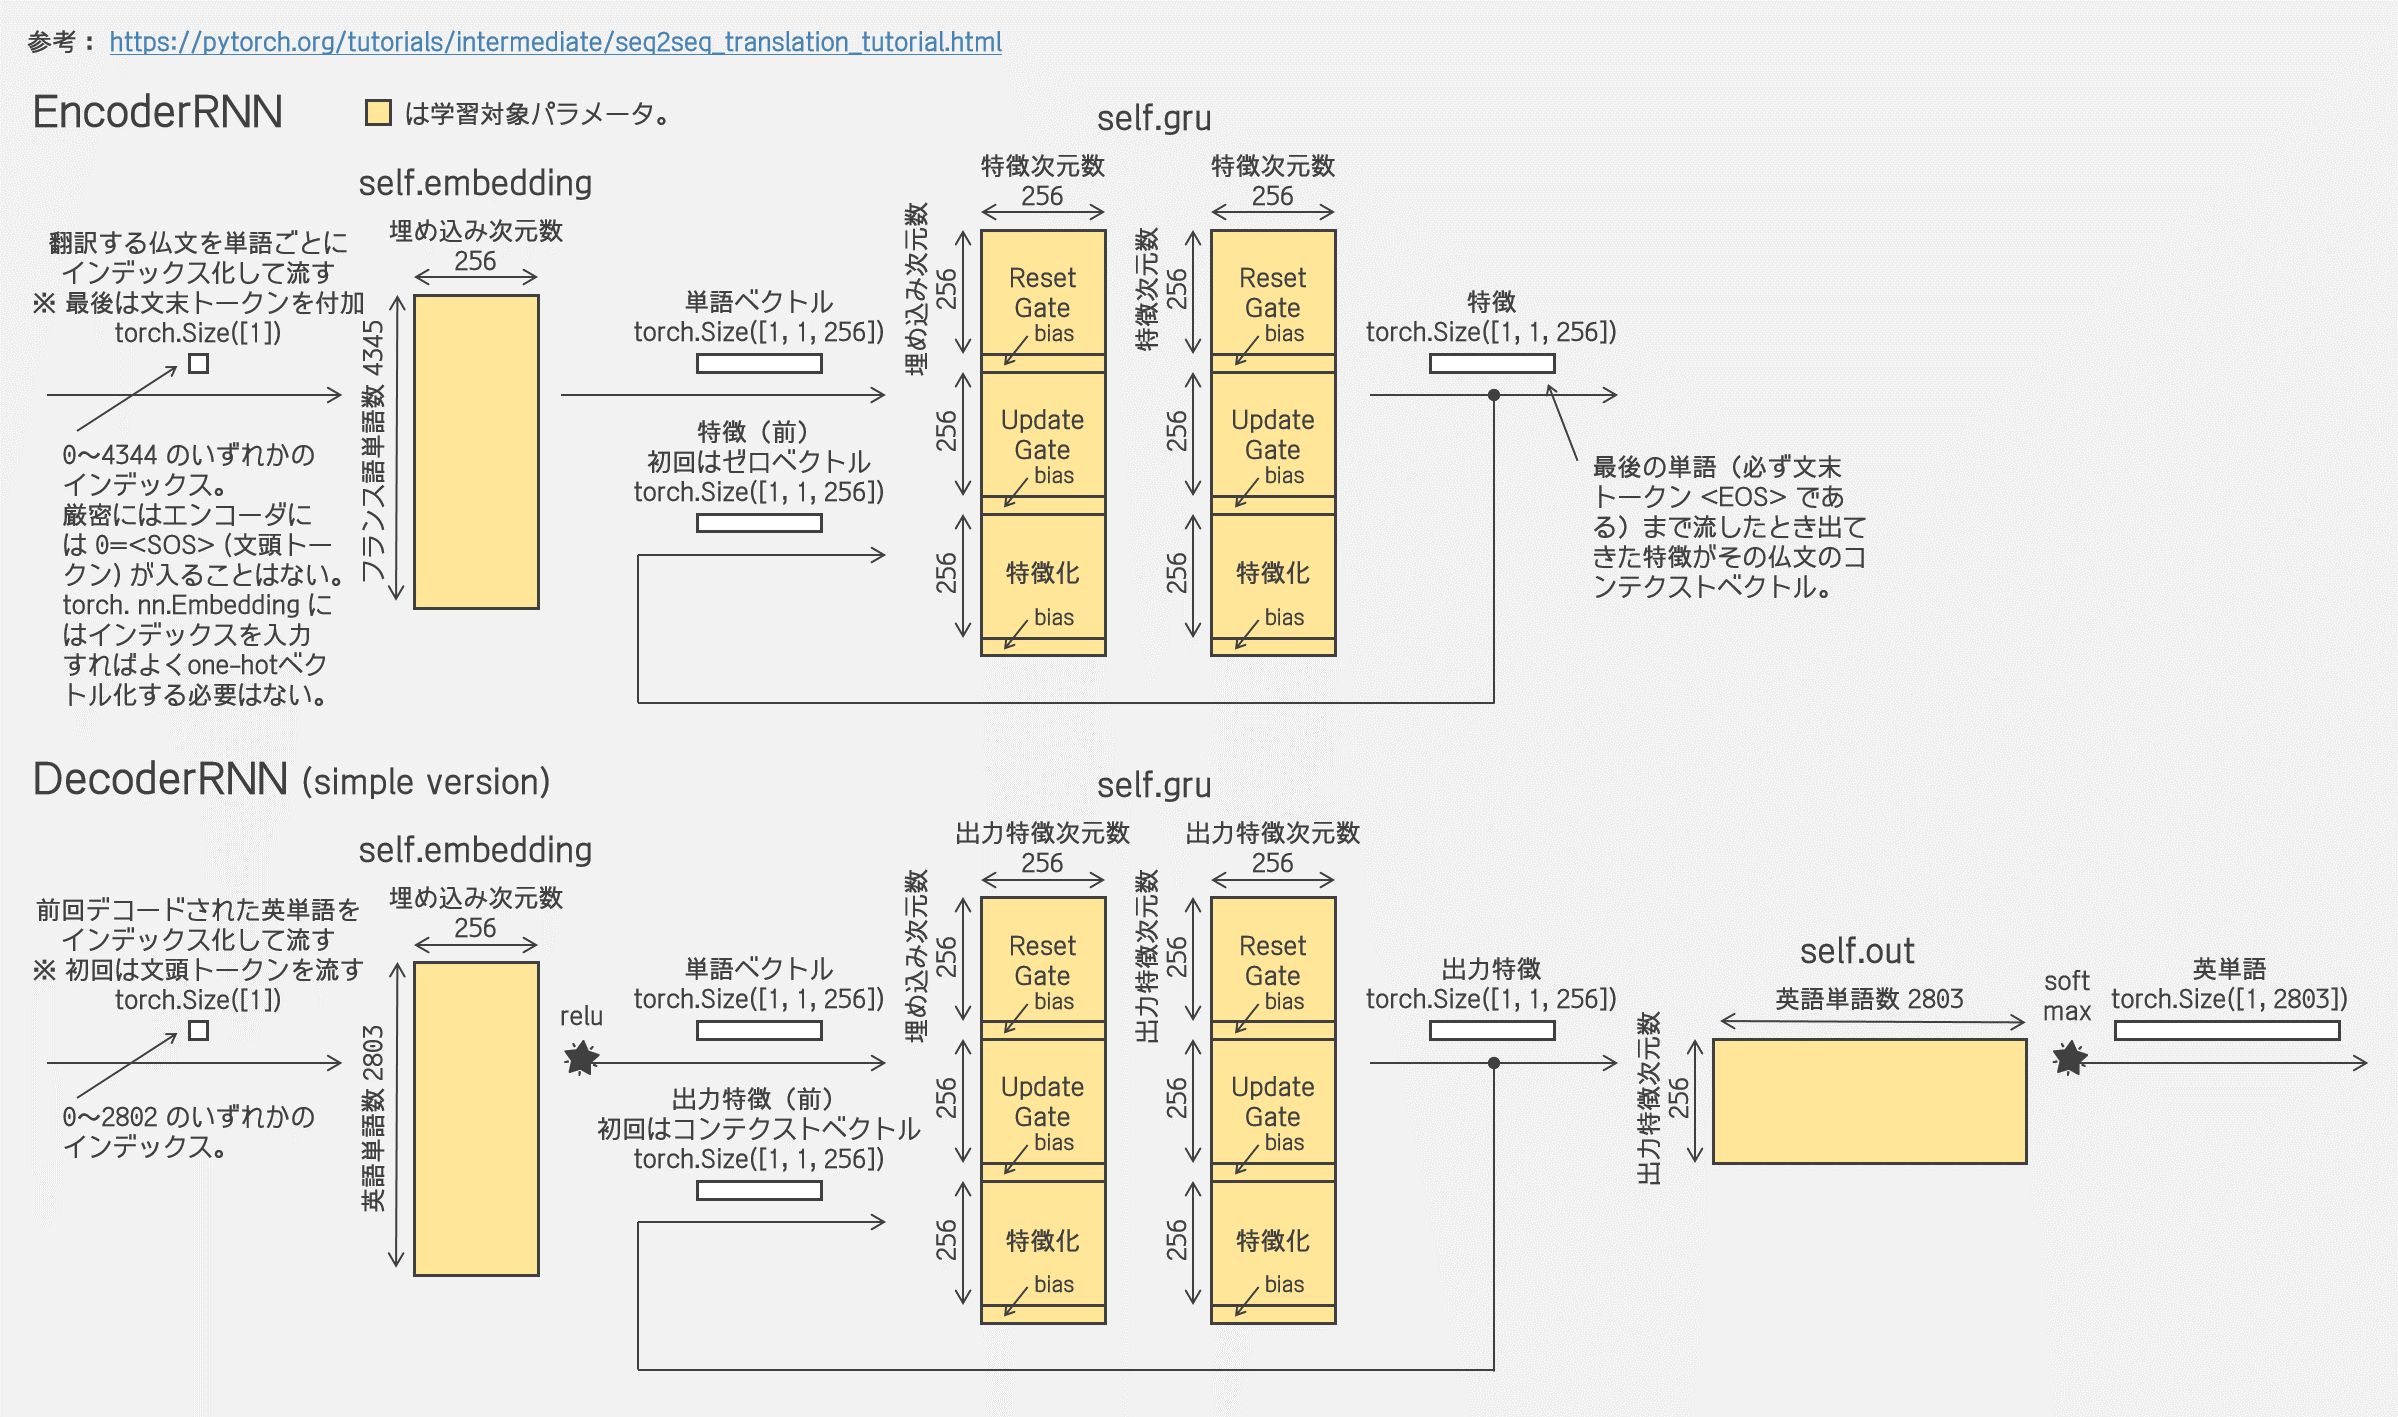 参考： https://pytorch.org/tutorials/intermediate/seq2seq_translation_tutorial.html
EncoderRNN
は学習対象パラメータ。
self.embedding
埋め込み次元数
256
フランス語単語数 4345
翻訳する仏文を単語ごとに
インデックス化して流す
※ 最後は文末トークンを付加
torch.Size([1])
0～4344 のいずれかの
インデックス。
厳密にはエンコーダに
は 0=<SOS> (文頭トー
クン) が入ることはない。
torch. nn.Embedding に
はインデックスを入力
すればよくone-hotベク
トル化する必要はない。
単語ベクトル
torch.Size([1, 1, 256])
特徴（前）
初回はゼロベクトル
torch.Size([1, 1, 256])
self.gru
特徴次元数
256
埋め込み次元数
256
Reset
Gate
bias
256
Update
Gate
bias
256
特徴化
bias
特徴次元数
256
特徴次元数
256
Reset
Gate
bias
256
Update
Gate
bias
256
特徴化
bias
特徴
torch.Size([1, 1, 256])
最後の単語（必ず文末
トークン <EOS> であ
る）まで流したとき出て
きた特徴がその仏文のコ
ンテクストベクトル。
DecoderRNN (simple version)
self.embedding
埋め込み次元数
256
英語単語数 2803
前回デコードされた英単語を
インデックス化して流す
※ 初回は文頭トークンを流す
torch.Size([1])
0～2802 のいずれかの
インデックス。
relu
単語ベクトル
torch.Size([1, 1, 256])
出力特徴（前）
初回はコンテクストベクトル
torch.Size([1, 1, 256])
self.gru
出力特徴次元数
256
埋め込み次元数
256
Reset
Gate
bias
256
Update
Gate
bias
256
特徴化
bias
出力特徴次元数
256
出力特徴次元数
256
Reset
Gate
bias
256
Update
Gate
bias
256
特徴化
bias
出力特徴
torch.Size([1, 1, 256])
self.out
英語単語数 2803
出力特徴次元数
256
soft
max
英単語
torch.Size([1, 2803])